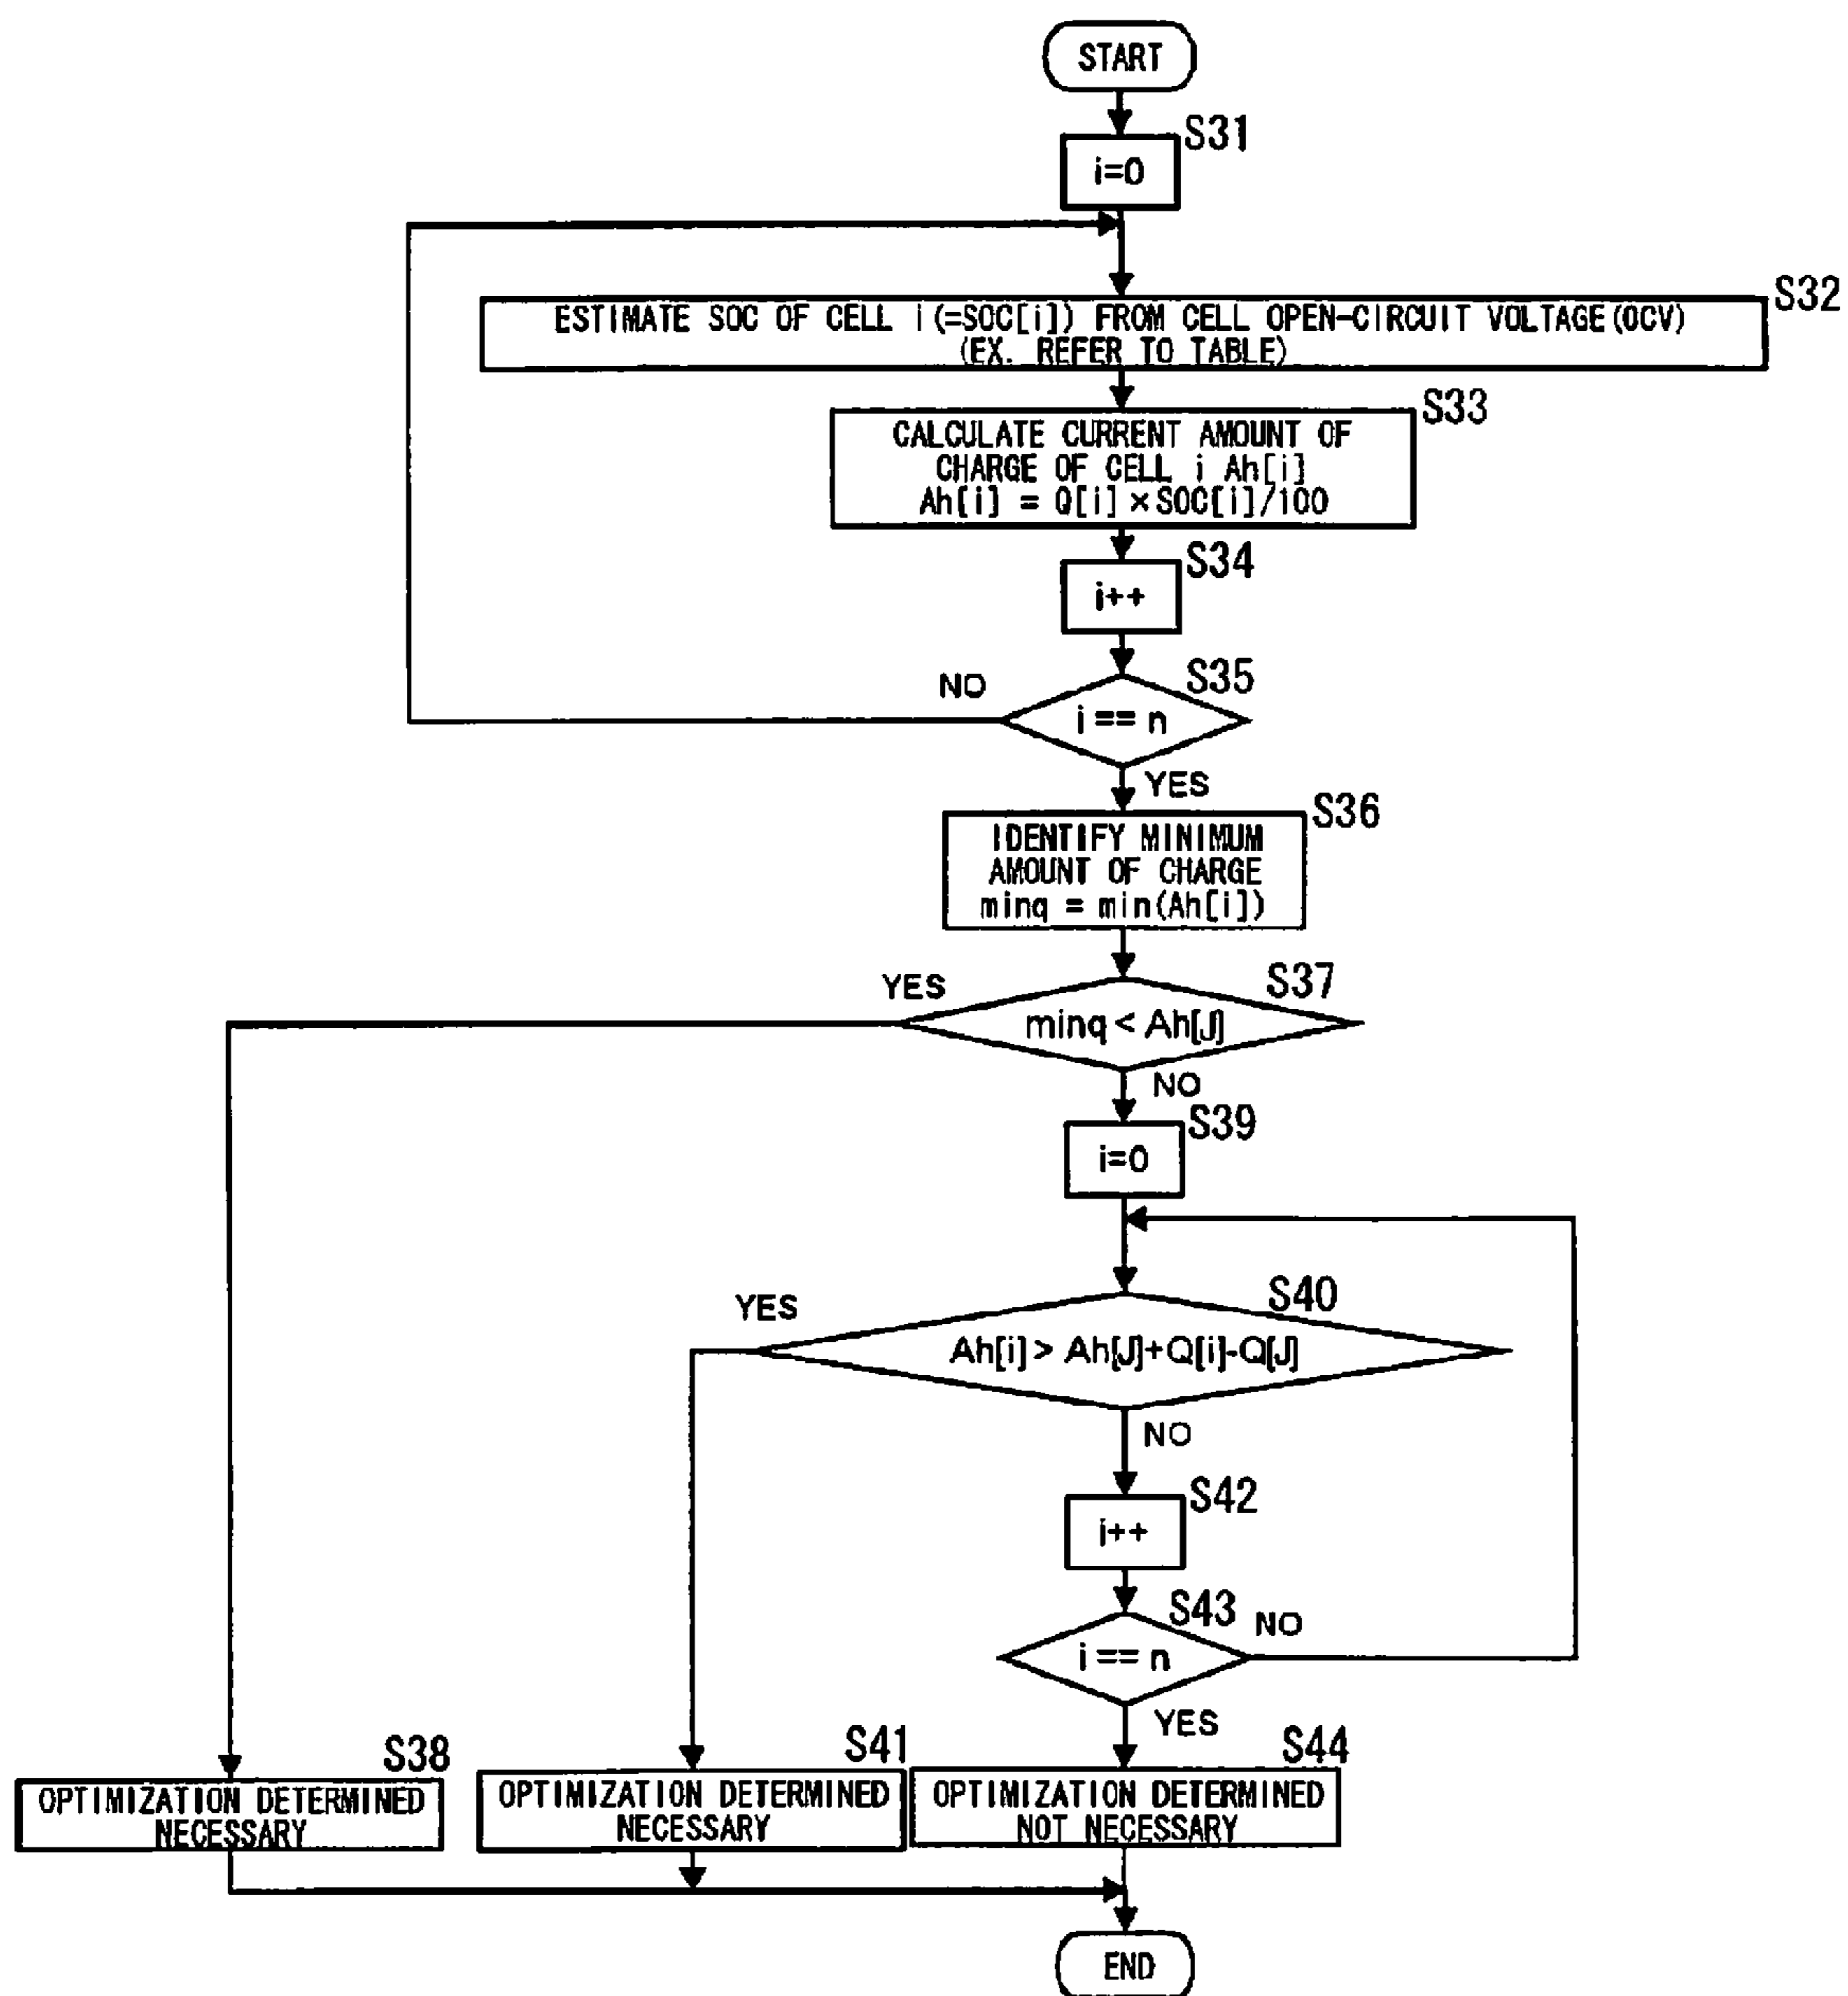 START
S31
i=0
S32
ESTIMATE SOC OF CELL i(=SOC[i]) FROM CELL OPEN-CIRCUIT VOLTAGE(OCV)
(EX. REFER TO TABLE)
S33
CALCULATE CURRENT AMOUNT OF
CHARGE OF CELL i Ah[i]
Ah[i] = Q[i]×SOC[i]/100
S34
i++
S35
NO
i == n
YES
S36
IDENTIFY MINIMUM
AMOUNT OF CHARGE
minq = min(Ah[i])
S37
YES
minq < Ah[J]
NO
S39
i=0
S40
YES
Ah[i] > Ah[J]+Q[i]-Q[J]
NO
S42
i++
S43
NO
i == n
YES
S38
OPTIMIZATION DETERMINED
NECESSARY
S41
OPTIMIZATION DETERMINED
NECESSARY
S44
OPTIMIZATION DETERMINED
NOT NECESSARY
END